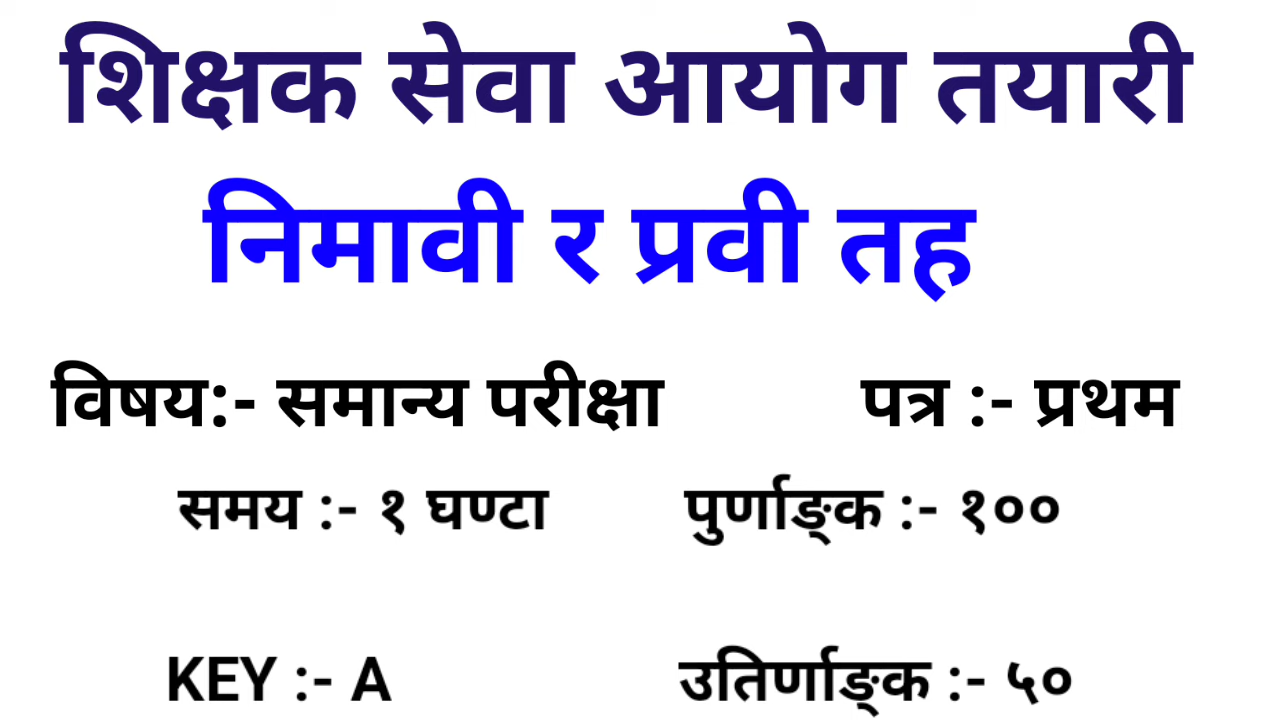 शिक्षक सेवा आयोग तयारी
निमावी र प्रवी तह
विषय:- समान्य परीक्षा पत्र :- प्रथम
समय :- १ घण्टा पुर्णाङ्क :- १००
KEY :- A उतिर्णाङ्क :- ५०